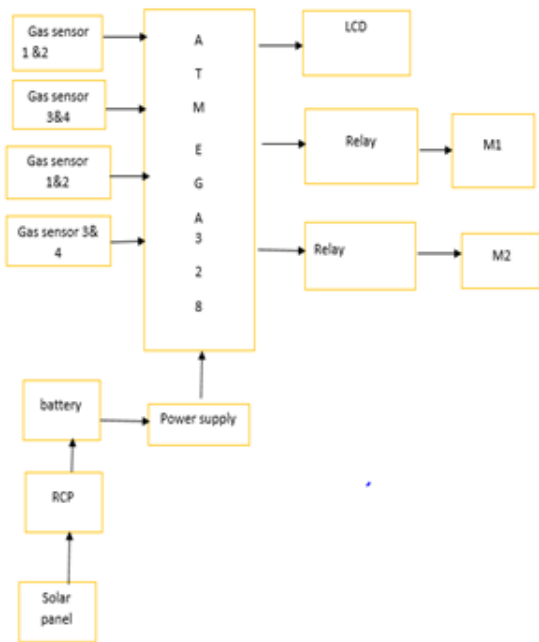 Gas sensor
1 &2
Gas sensor
3&4
Gas sensor
1&2
Gas sensor 3&
4
A
T
M
E
G
A
3
2
8
LCD
Relay
M1
Relay
M2
battery
Power supply
RCP
Solar
panel